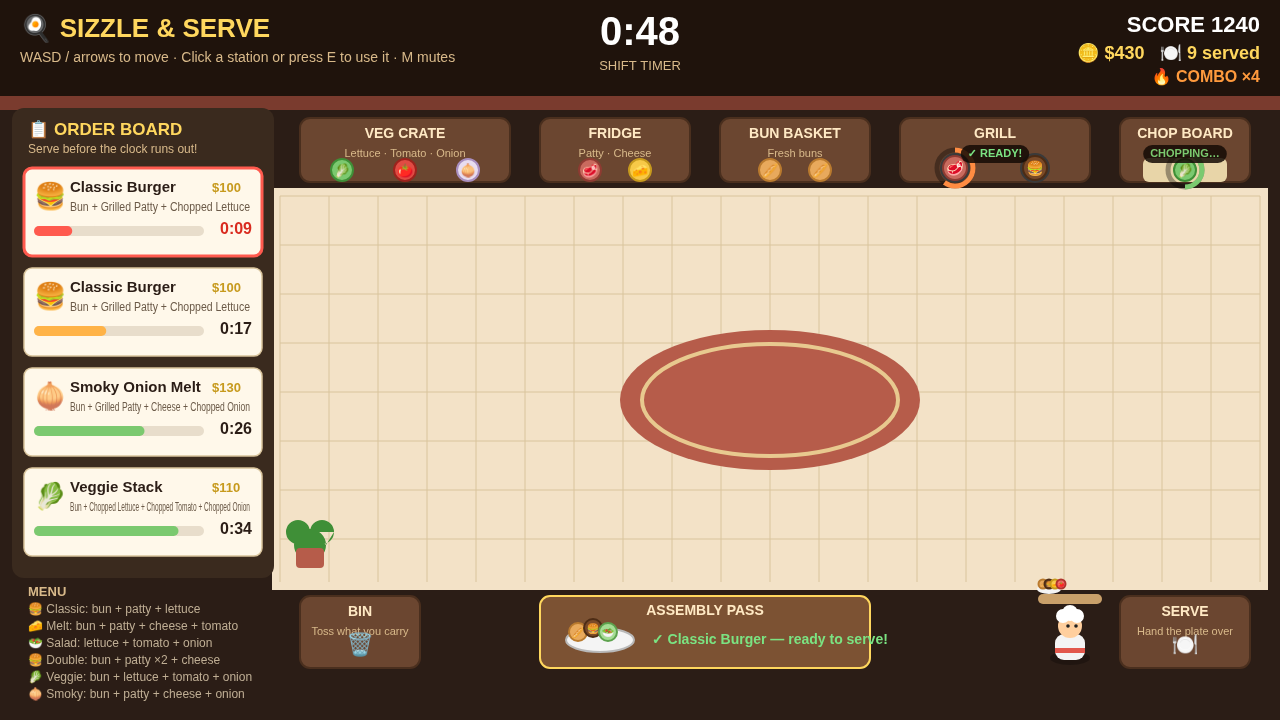 SIZZLE & SERVE
WASD / arrows to move · Click a station or press E to use it · M mutes
0:48
SHIFT TIMER
SCORE 1240
$430 9 served
COMBO ×4
ORDER BOARD
Serve before the clock runs out!
Classic Burger $100
Bun + Grilled Patty + Chopped Lettuce
0:09
Classic Burger $100
Bun + Grilled Patty + Chopped Lettuce
0:17
Smoky Onion Melt $130
Bun + Grilled Patty + Cheese + Chopped Onion
0:26
Veggie Stack $110
Bun + Chopped Lettuce + Chopped Tomato + Chopped Onion
0:34
MENU
Classic: bun + patty + lettuce
Melt: bun + patty + cheese + tomato
Salad: lettuce + tomato + onion
Double: bun + patty ×2 + cheese
Veggie: bun + lettuce + tomato + onion
Smoky: bun + patty + cheese + onion
VEG CRATE
Lettuce · Tomato · Onion
FRIDGE
Patty · Cheese
BUN BASKET
Fresh buns
GRILL
✓ READY!
CHOP BOARD
CHOPPING…
BIN
Toss what you carry
ASSEMBLY PASS
✓ Classic Burger — ready to serve!
SERVE
Hand the plate over